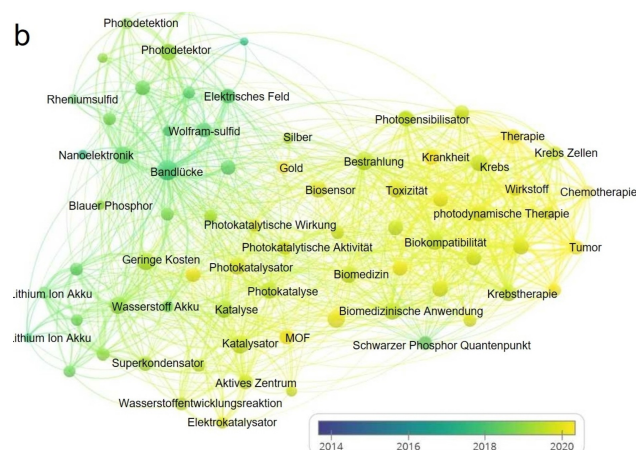 b
Photodetektion
Photodetektor
Rheniumsulfid
Elektrisches Feld
Photosensibilisator
Wolfram-sulfid
Silber
Therapie
Nanoelektronik
Bestrahlung
Krankheit
Krebs Zellen
Bandlücke
Gold
Krebs
Biosensor
Toxizität
Wirkstoff
Chemotherapie
Blauer Phosphor
photodynamische Therapie
Photokatalytische Wirkung
Photokatalytische Aktivität
Biokompatibilität
Tumor
Geringe Kosten
Photokatalysator
Biomedizin
Lithium Ion Akku
Photokatalyse
Krebstherapie
Wasserstoff Akku
Katalyse
Biomedizinische Anwendung
Lithium Ion Akku
Katalysator
MOF
Schwarzer Phosphor Quantenpunkt
Superkondensator
Aktives Zentrum
Wasserstoffentwicklungsreaktion
Elektrokatalysator
2014 2016 2018 2020